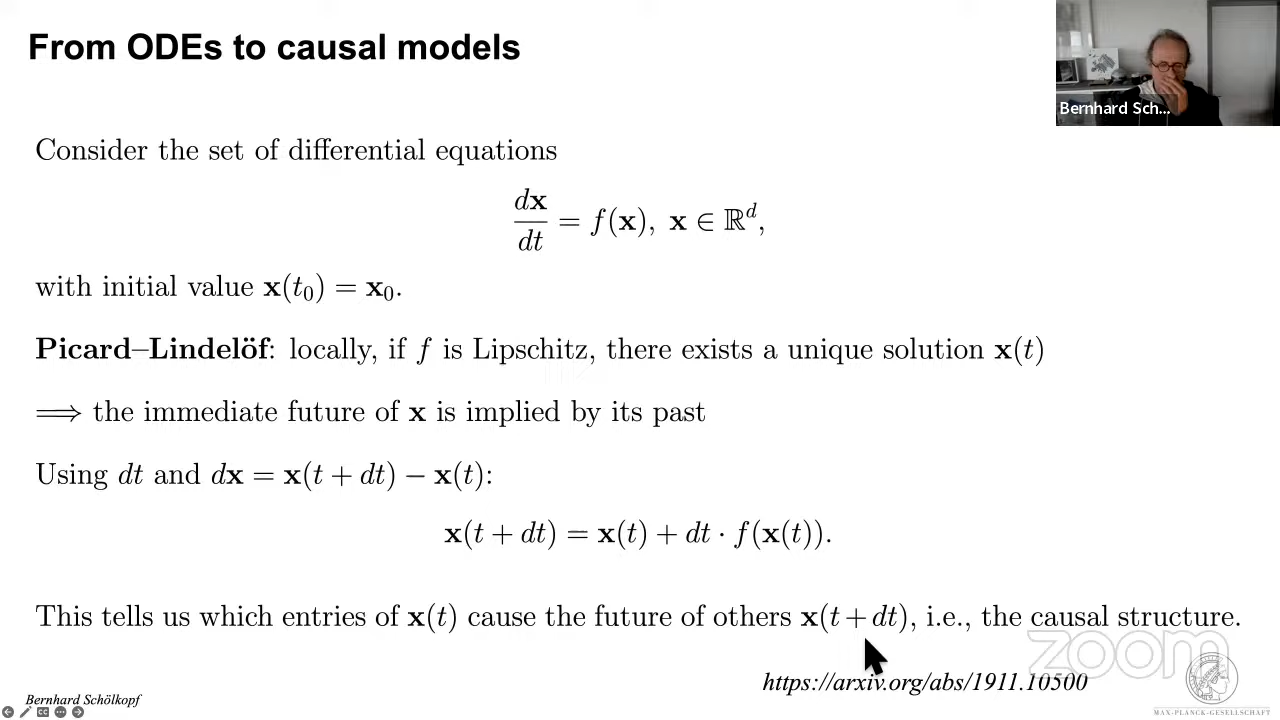 From ODEs to causal models
Bernhard Sch...
Consider the set of differential equations
d𝐱/dt = f(𝐱), 𝐱 ∈ ℝᵈ,
with initial value 𝐱(t₀) = 𝐱₀.
Picard–Lindelöf: locally, if f is Lipschitz, there exists a unique solution 𝐱(t)
⟹ the immediate future of 𝐱 is implied by its past
Using dt and d𝐱 = 𝐱(t + dt) − 𝐱(t):
𝐱(t + dt) = 𝐱(t) + dt · f(𝐱(t)).
This tells us which entries of 𝐱(t) cause the future of others 𝐱(t + dt), i.e., the causal structure.
zoom
https://arxiv.org/abs/1911.10500
Bernhard Schölkopf
MAX-PLANCK-GESELLSCHAFT